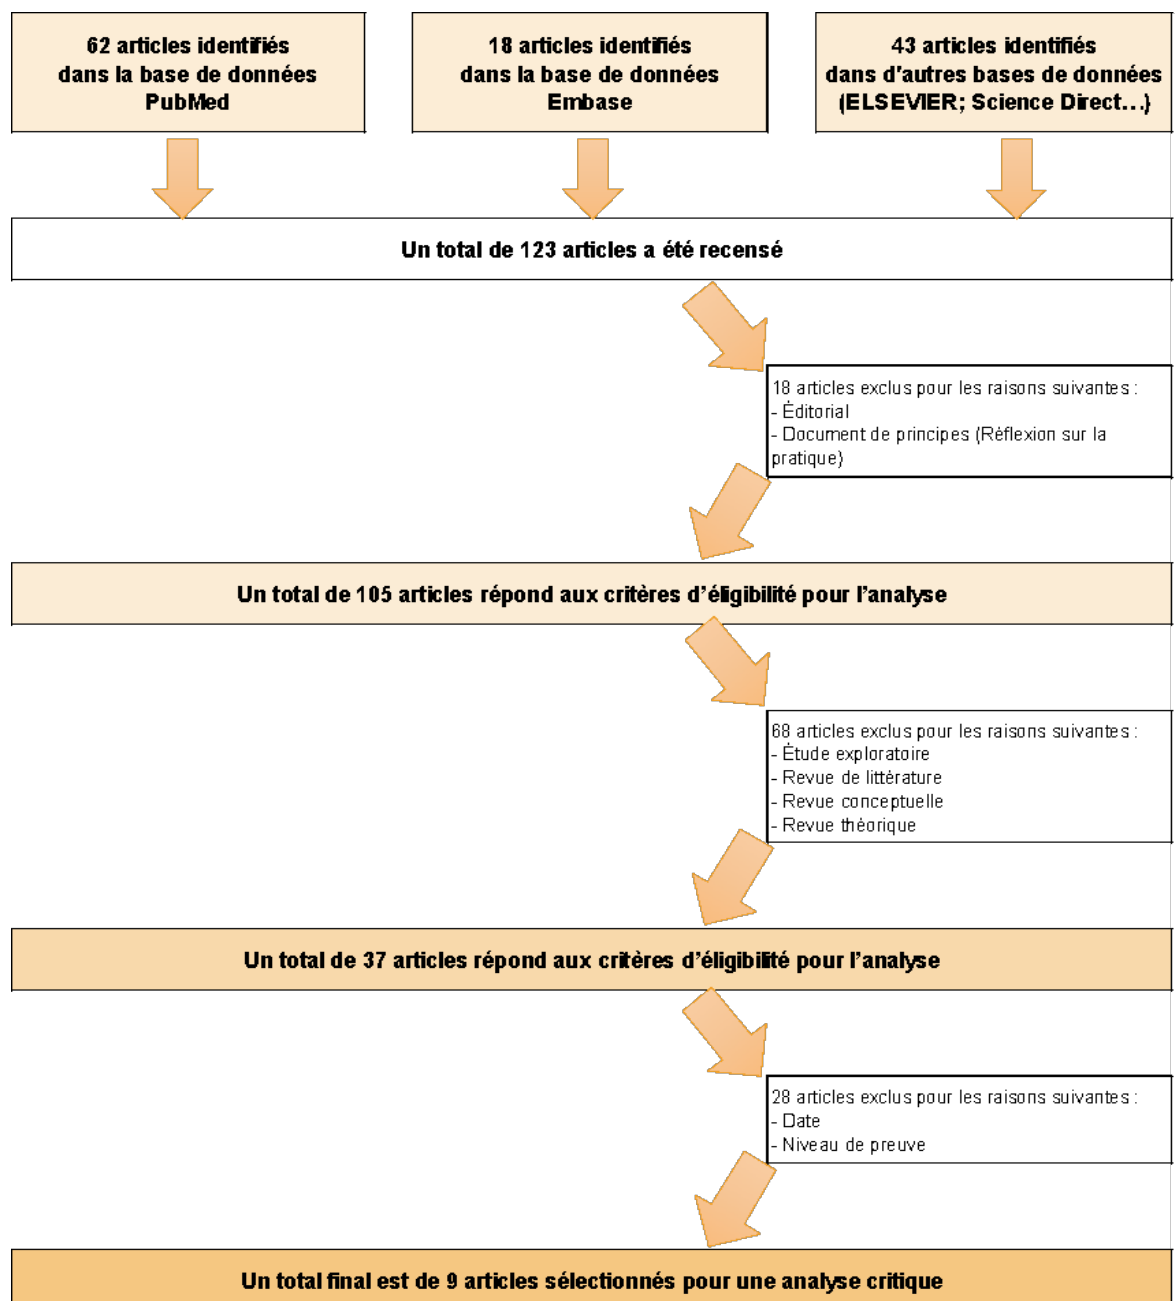 62 articles identifiés
dans la base de données
PubMed
18 articles identifiés
dans la base de données
Embase
43 articles identifiés
dans d'autres bases de données
(ELSEVIER; Science Direct…)
Un total de 123 articles a été recensé
18 articles exclus pour les raisons suivantes :
- Éditorial
- Document de principes (Réflexion sur la
pratique)
Un total de 105 articles répond aux critères d’éligibilité pour l’analyse
68 articles exclus pour les raisons suivantes :
- Étude exploratoire
- Revue de littérature
- Revue conceptuelle
- Revue théorique
Un total de 37 articles répond aux critères d’éligibilité pour l’analyse
28 articles exclus pour les raisons suivantes :
- Date
- Niveau de preuve
Un total final est de 9 articles sélectionnés pour une analyse critique